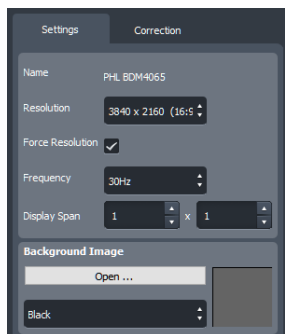 Settings Correction
Name PHL BDM4065
Resolution 3840 x 2160 (16:9
Force Resolution
Frequency 30Hz
Display Span 1 x 1
Background Image
Open ...
Black